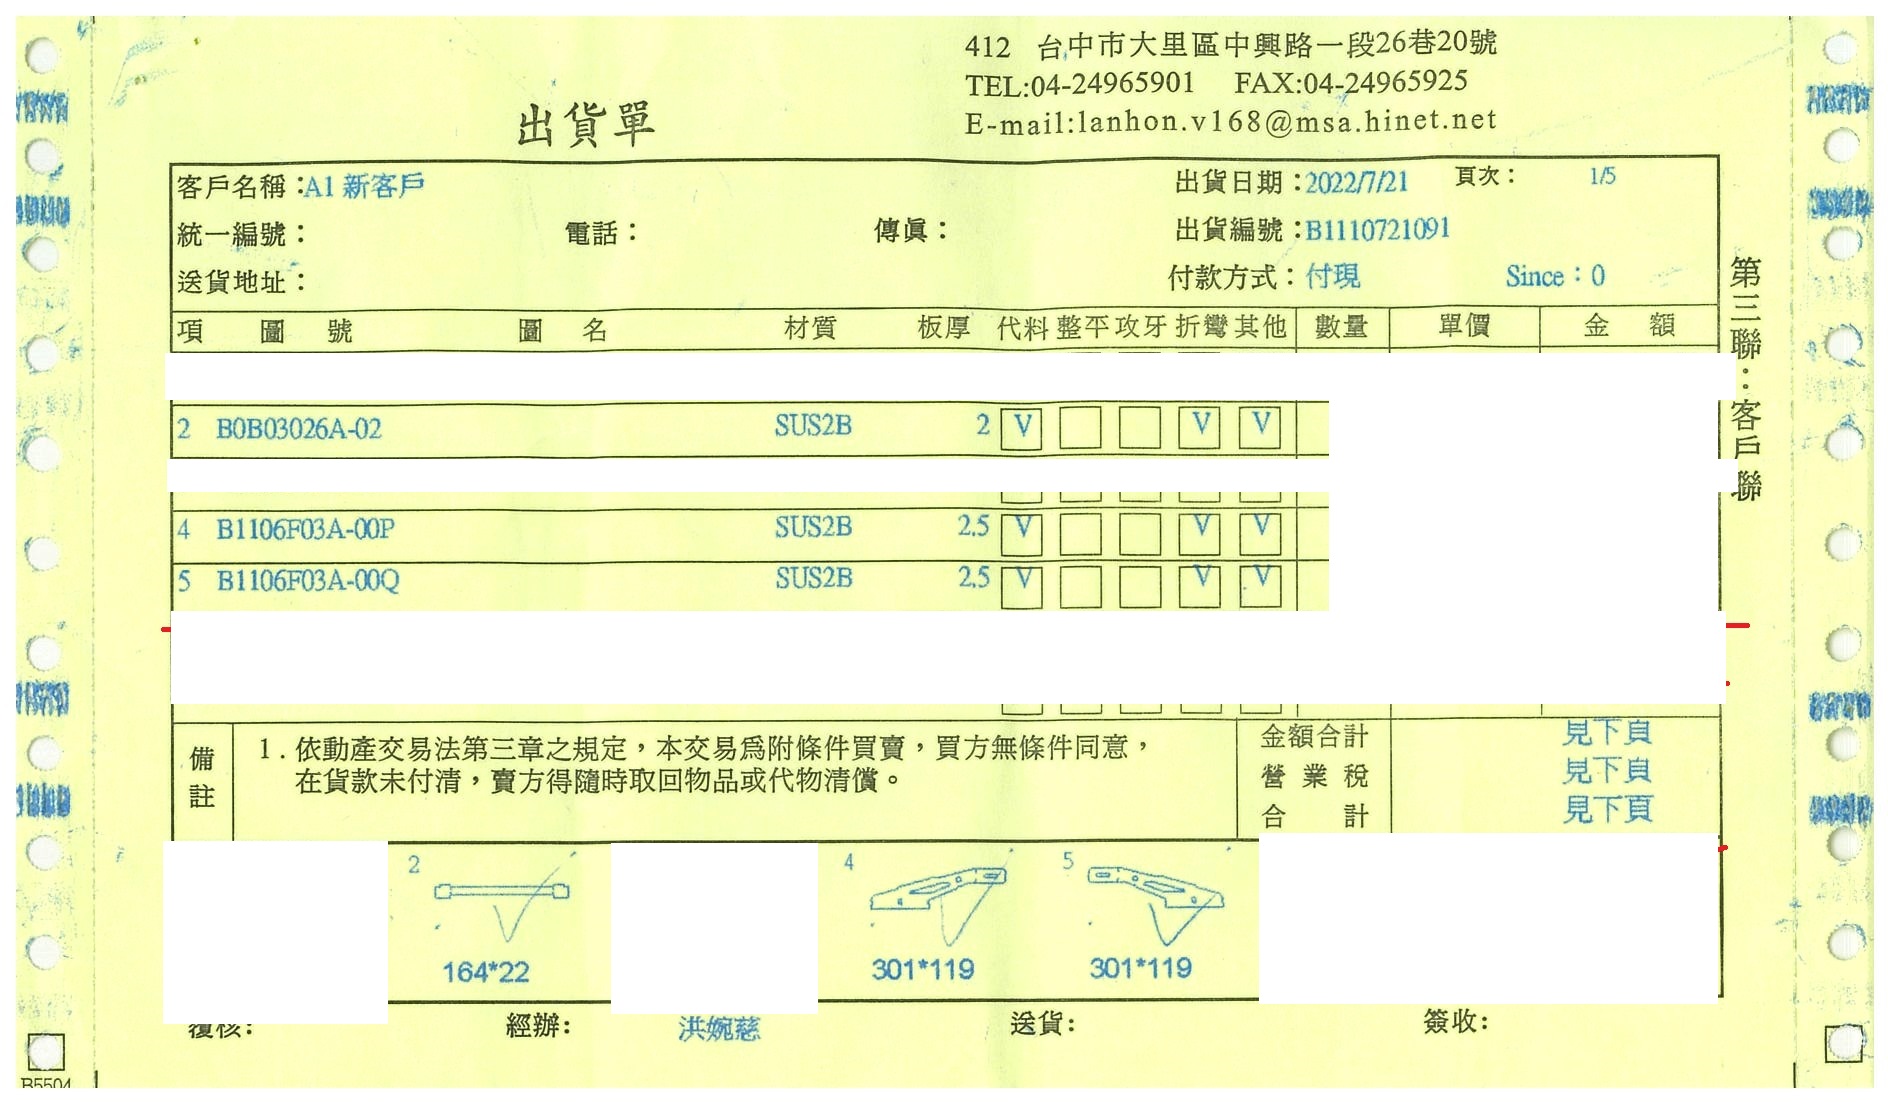 412 台中市大里區中興路一段26巷20號
TEL:04-24965901 FAX:04-24965925
E-mail:lanhon.v168@msa.hinet.net
出貨單
客戶名稱:A1 新客戶 出貨日期:2022/7/21 頁次: 1/5
統一編號: 電話: 傳眞: 出貨編號:B1110721091
送貨地址: 付款方式:付現 Since:0
項 圖號 圖名 材質 板厚 代料 整平 攻牙 折彎 其他 數量 單價 金額
2 B0B03026A-02 SUS2B 2 V V V
4 B1106F03A-00P SUS2B 2.5 V V V
5 B1106F03A-00Q SUS2B 2.5 V V V
第三聯:客戶聯
備註
1.依動產交易法第三章之規定,本交易爲附條件買賣,買方無條件同意,
在貨款未付清,賣方得隨時取回物品或代物清償。
金額合計 見下頁
營業稅 見下頁
合計 見下頁
2 4 5
164*22 301*119 301*119
覆核: 經辦: 洪婉慈 送貨: 簽收:
B5504